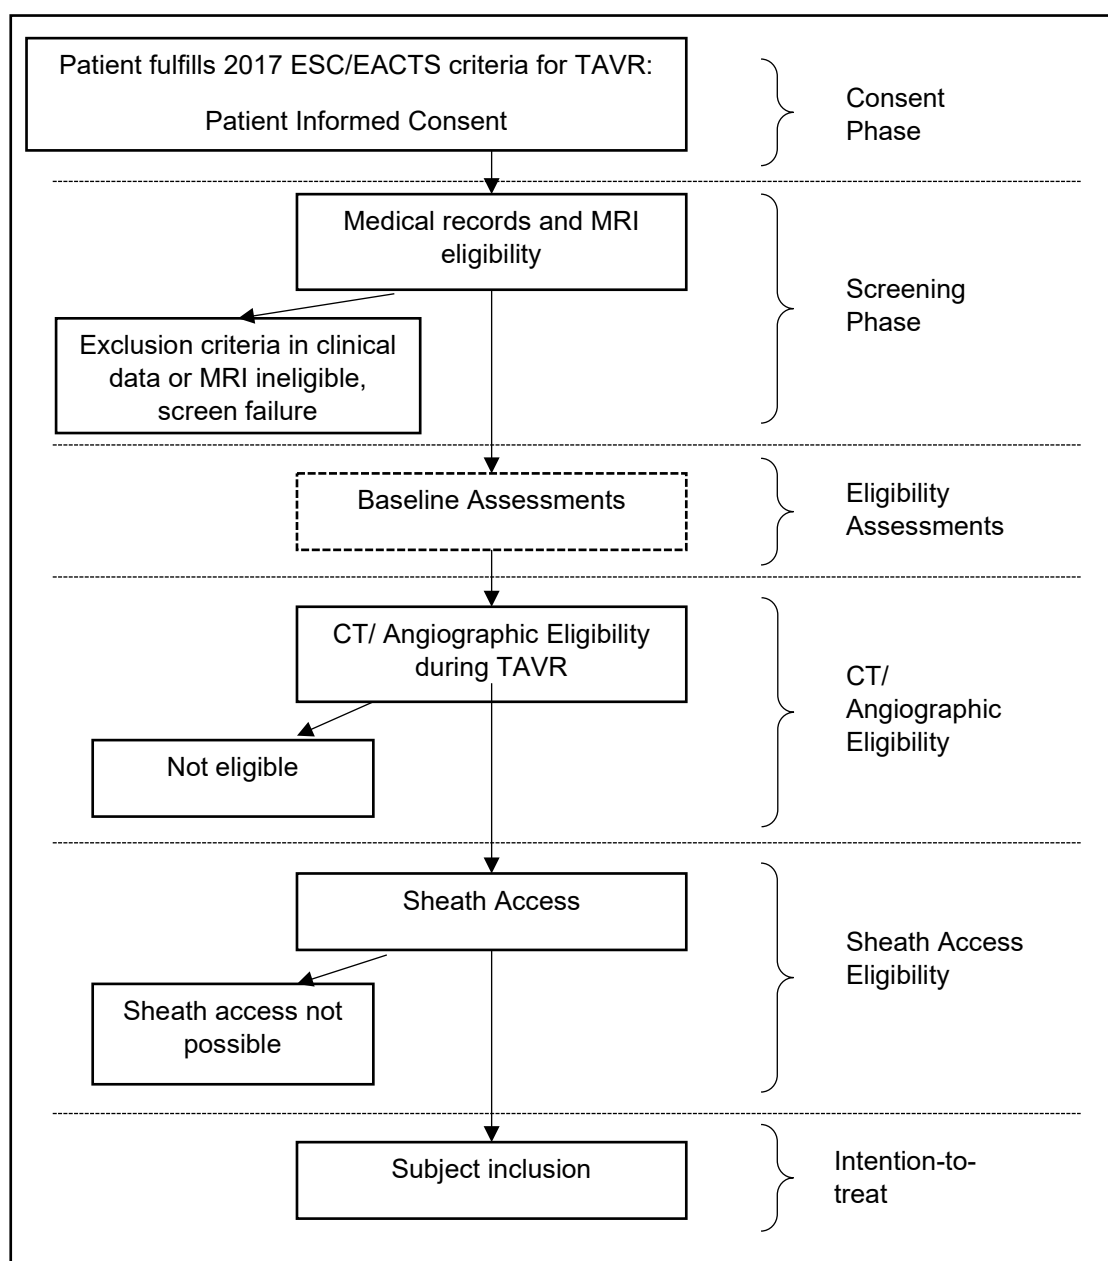 Patient fulfills 2017 ESC/EACTS criteria for TAVR:
Patient Informed Consent
Consent
Phase
Medical records and MRI
eligibility
Exclusion criteria in clinical
data or MRI ineligible,
screen failure
Screening
Phase
Baseline Assessments
Eligibility
Assessments
CT/ Angiographic Eligibility
during TAVR
Not eligible
CT/
Angiographic
Eligibility
Sheath Access
Sheath access not
possible
Sheath Access
Eligibility
Subject inclusion
Intention-to-
treat